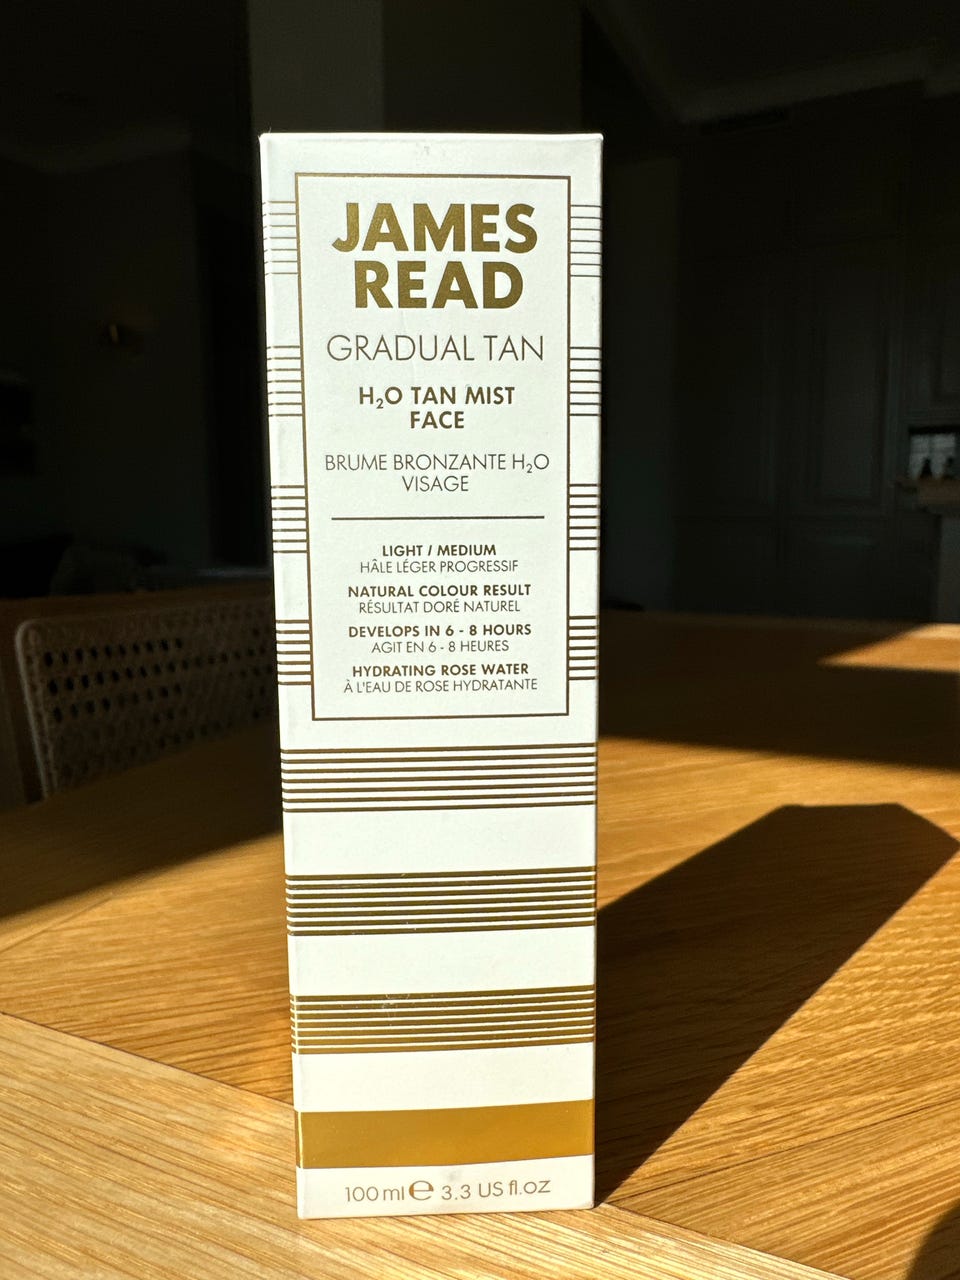 JAMES
READ
GRADUAL TAN
H₂O TAN MIST
FACE
BRUME BRONZANTE H₂O
VISAGE
LIGHT / MEDIUM
HÂLE LÉGER PROGRESSIF
NATURAL COLOUR RESULT
RÉSULTAT DORÉ NATUREL
DEVELOPS IN 6 - 8 HOURS
AGIT EN 6 - 8 HEURES
HYDRATING ROSE WATER
À L'EAU DE ROSE HYDRATANTE
100 ml ℮ 3.3 US fl.oz